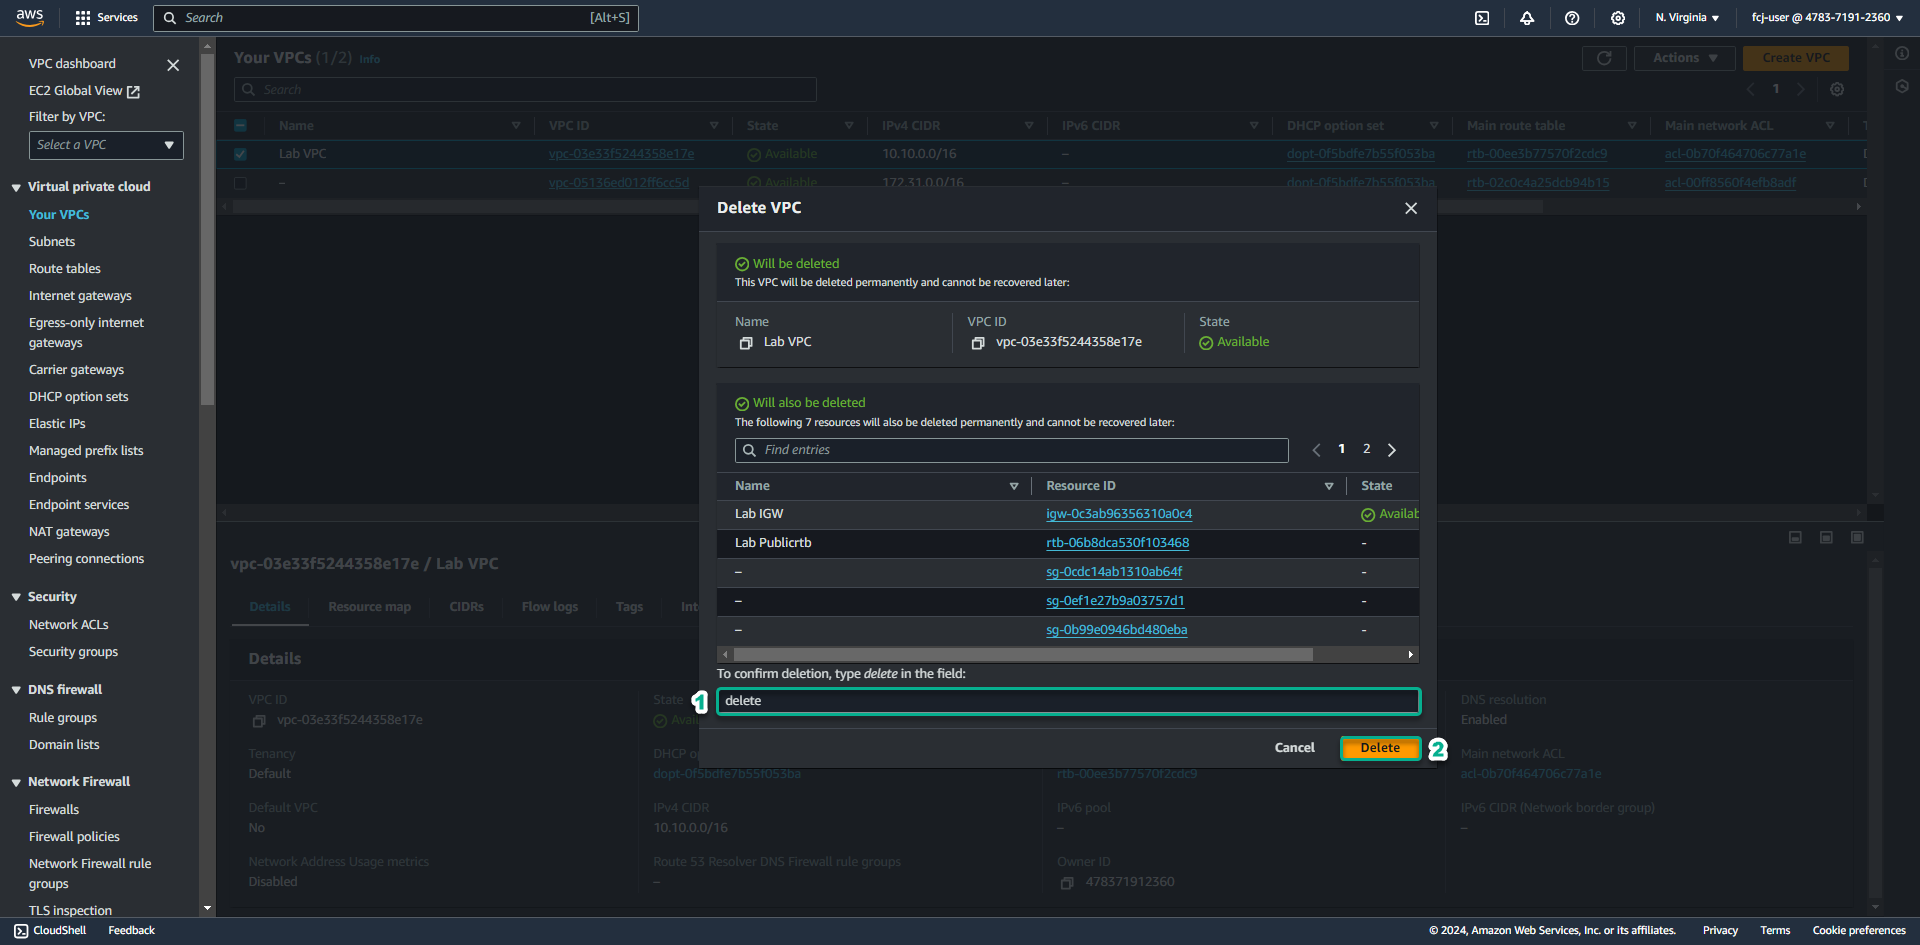 aws
Services
Search
[Alt+S]
N. Virginia
fcj-user @ 4783-7191-2360
VPC dashboard
EC2 Global View
Filter by VPC:
Select a VPC
Virtual private cloud
Your VPCs
Subnets
Route tables
Internet gateways
Egress-only internet
gateways
Carrier gateways
DHCP option sets
Elastic IPs
Managed prefix lists
Endpoints
Endpoint services
NAT gateways
Peering connections
Security
Network ACLs
Security groups
DNS firewall
Rule groups
Domain lists
Network Firewall
Firewalls
Firewall policies
Network Firewall rule
groups
TLS inspection
Your VPCs (1/2) Info
Actions
Create VPC
Search
1
Name VPC ID State IPv4 CIDR IPv6 CIDR DHCP option set Main route table Main network ACL T
Lab VPC vpc-03e33f5244358e17e Available 10.10.0.0/16 – dopt-0f5bdfe7b55f053ba rtb-00ee3b77570f2cdc9 acl-0b70f464706c77a1e D
– vpc-05136ed012ff6cc5d Available 172.31.0.0/16 – dopt-0f5bdfe7b55f053ba rtb-02c0c4a25dcb94b15 acl-00ff8560f4efb8adf D
Delete VPC
Will be deleted
This VPC will be deleted permanently and cannot be recovered later:
Name VPC ID State
Lab VPC vpc-03e33f5244358e17e Available
Will also be deleted
The following 7 resources will also be deleted permanently and cannot be recovered later:
Find entries
1 2
Name Resource ID State
Lab IGW igw-0c3ab96356310a0c4 Availab
Lab Publicrtb rtb-06b8dca530f103468 -
– sg-0cdc14ab1310ab64f -
– sg-0ef1e27b9a03757d1 -
– sg-0b99e0946bd480eba -
To confirm deletion, type delete in the field:
1
delete
Cancel
Delete
2
vpc-03e33f5244358e17e / Lab VPC
Details Resource map CIDRs Flow logs Tags Int
Details
VPC ID
vpc-03e33f5244358e17e
State
Avai
DNS resolution
Enabled
Tenancy
Default
DHCP op
dopt-0f5bdfe7b55f053ba
rtb-00ee3b77570f2cdc9
Main network ACL
acl-0b70f464706c77a1e
Default VPC
No
IPv4 CIDR
10.10.0.0/16
IPv6 pool
–
IPv6 CIDR (Network border group)
–
Network Address Usage metrics
Disabled
Route 53 Resolver DNS Firewall rule groups
–
Owner ID
478371912360
CloudShell
Feedback
© 2024, Amazon Web Services, Inc. or its affiliates.
Privacy
Terms
Cookie preferences